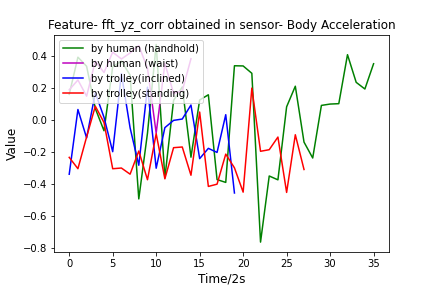 Feature- fft_yz_corr obtained in sensor- Body Acceleration
by human (handhold)
by human (waist)
by trolley(inclined)
by trolley(standing)
Value
0.4
0.2
0.0
−0.2
−0.4
−0.6
−0.8
0 5 10 15 20 25 30 35
Time/2s